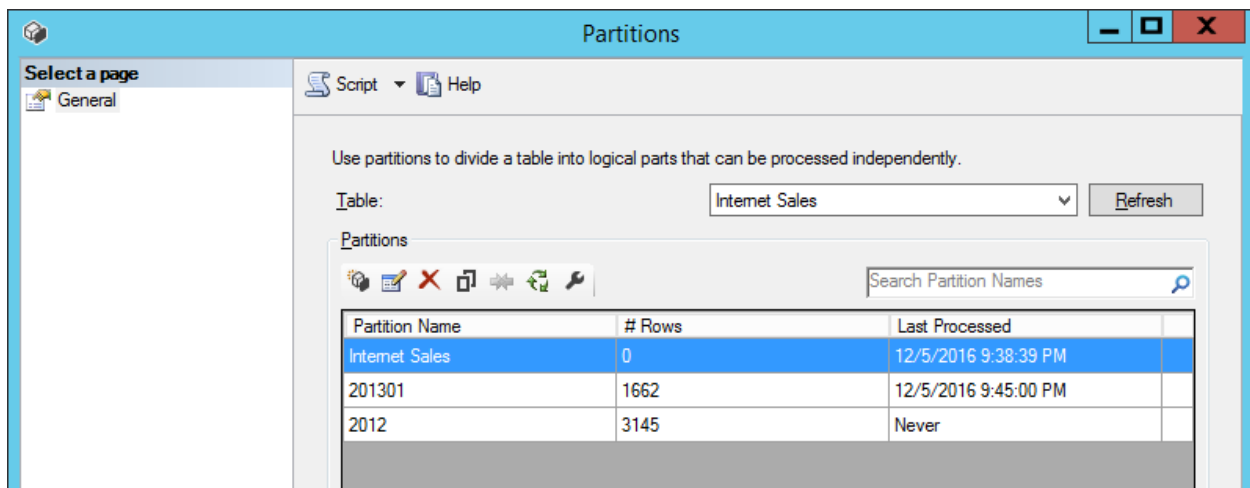 Partitions
Select a page
General
Script
Help
Use partitions to divide a table into logical parts that can be processed independently.
Table:
Internet Sales
Refresh
Partitions
Search Partition Names
Partition Name # Rows Last Processed
Internet Sales 0 12/5/2016 9:38:39 PM
201301 1662 12/5/2016 9:45:00 PM
2012 3145 Never